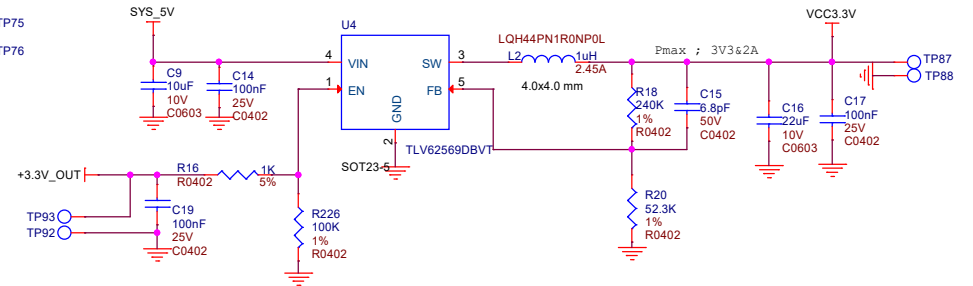 TP75
TP76
SYS_5V
U4
VCC3.3V
LQH44PN1R0NP0L
L2
1uH
2.45A
4.0x4.0 mm
Pmax ; 3V3&2A
TP87
TP88
4
VIN
SW
3
1
EN
FB
5
GND
2
TLV62569DBVT
SOT23-5
C9
10uF
10V
C0603
C14
100nF
25V
C0402
R18
240K
1%
R0402
C15
6.8pF
50V
C0402
C16
22uF
10V
C0603
C17
100nF
25V
C0402
+3.3V_OUT
R16
1K
R0402
5%
TP93
TP92
C19
100nF
25V
C0402
R226
100K
1%
R0402
R20
52.3K
1%
R0402